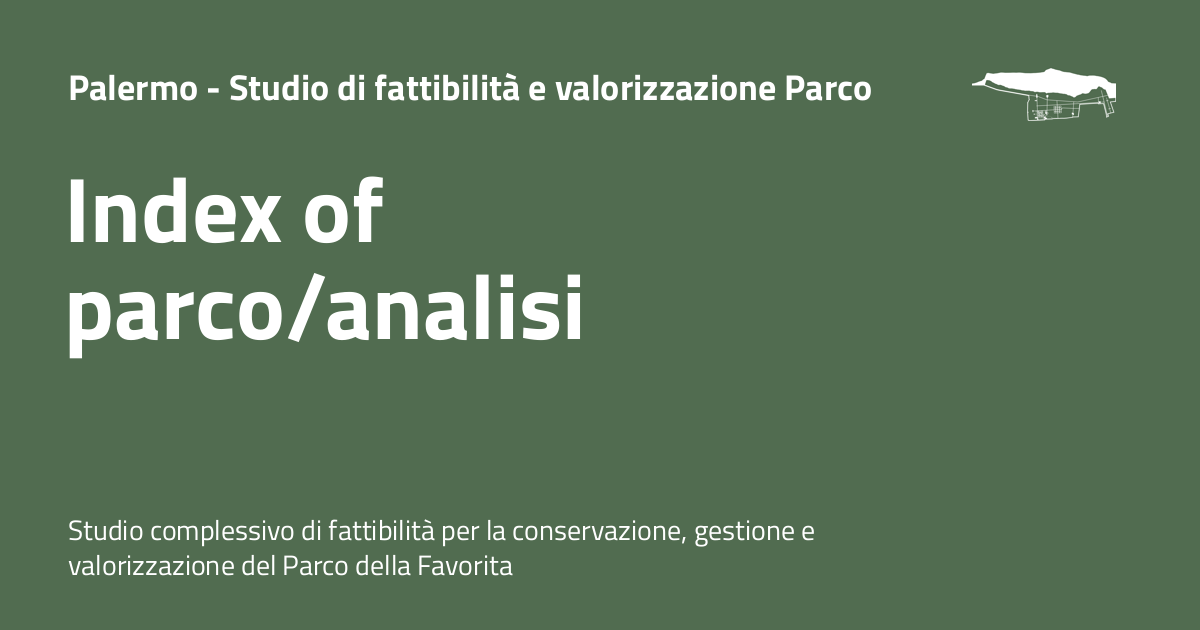 Palermo - Studio di fattibilità e valorizzazione Parco
Index of
parco/analisi
Studio complessivo di fattibilità per la conservazione, gestione e
valorizzazione del Parco della Favorita